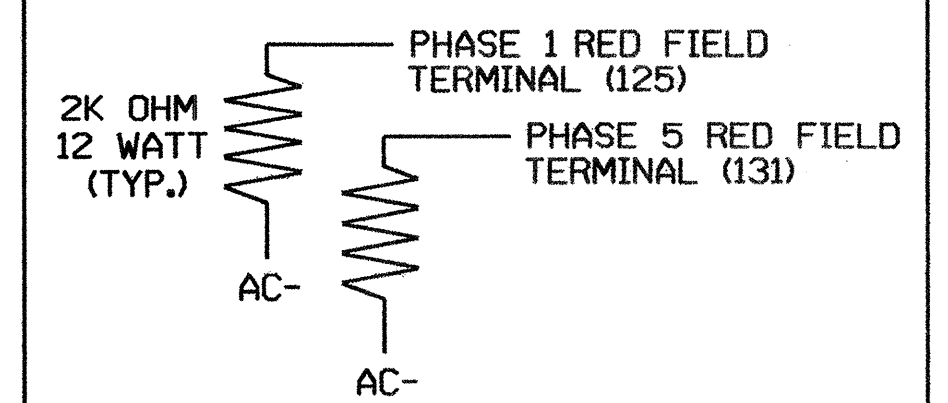 PHASE 1 RED FIELD
TERMINAL (125)
2K OHM
12 WATT
(TYP.)
PHASE 5 RED FIELD
TERMINAL (131)
AC-
AC-